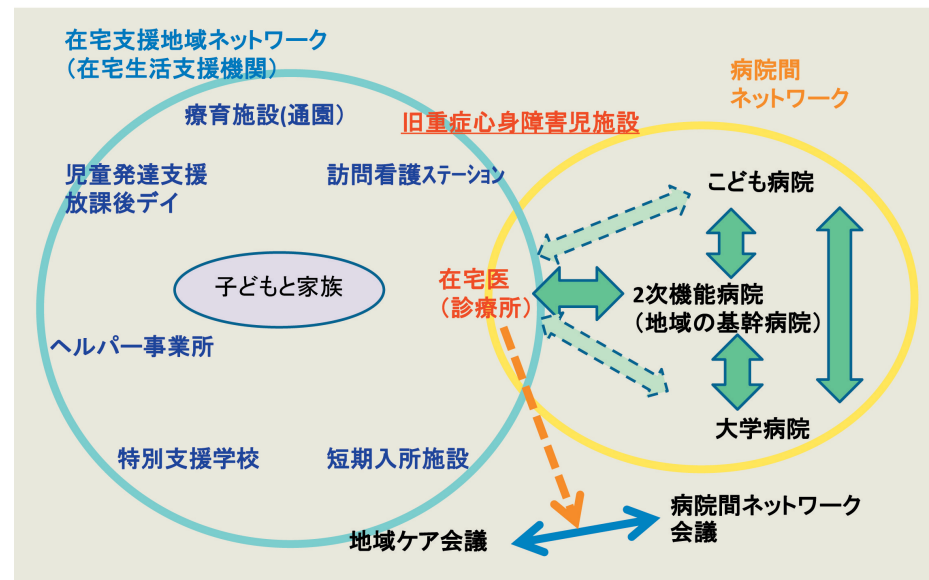 在宅支援地域ネットワーク
（在宅生活支援機関）
病院間
ネットワーク
療育施設(通園）
旧重症心身障害児施設
児童発達支援
放課後デイ
訪問看護ｽﾃｰｼｮﾝ
こども病院
子どもと家族
在宅医
（診療所）
2次機能病院
（地域の基幹病院）
ヘルパー事業所
大学病院
特別支援学校
短期入所施設
病院間ネットワーク
会議
地域ケア会議